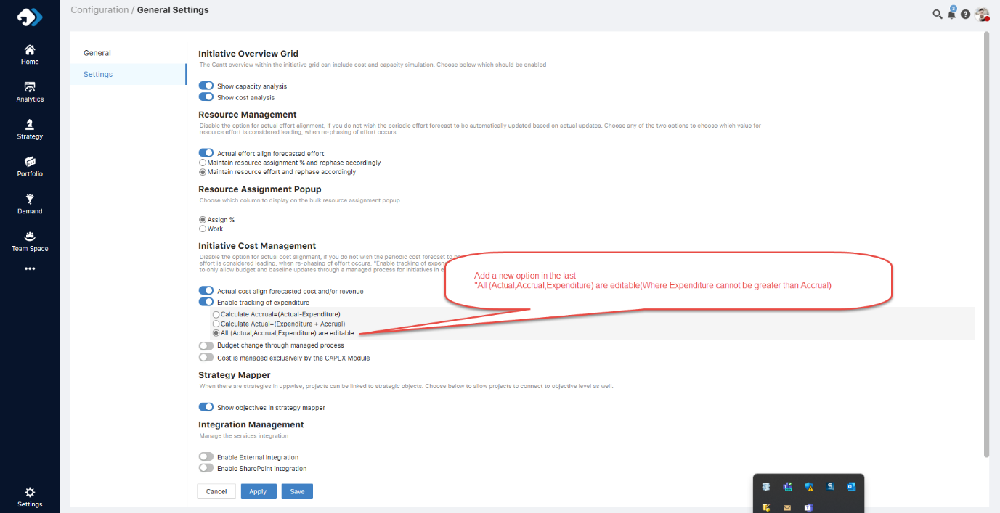 Configuration / General Settings
3
Home
Analytics
Strategy
Portfolio
Demand
Team Space
Settings
General
Settings
Initiative Overview Grid
The Gantt overview within the initiative grid can include cost and capacity simulation. Choose below which should be enabled
Show capacity analysis
Show cost analysis
Resource Management
Disable the option for actual effort alignment, if you do not wish the periodic effort forecast to be automatically updated based on actual updates. Choose any of the two options to choose which value for
resource effort is considered leading, when re-phasing of effort occurs.
Actual effort align forecasted effort
Maintain resource assignment % and rephase accordingly
Maintain resource effort and rephase accordingly
Resource Assignment Popup
Choose which column to display on the bulk resource assignment popup.
Assign %
Work
Initiative Cost Management
Disable the option for actual cost alignment, if you do not wish the periodic cost forecast to
effort is considered leading, when re-phasing of effort occurs. "Enable tracking of
to only allow budget and baseline updates through a managed process for initiatives in
Add a new option in the last
"All (Actual,Accrual,Expenditure) are editable(Where Expenditure cannot be greater than Accrual)
Actual cost align forecasted cost and/or revenue
Enable tracking of expenditure
Calculate Accrual=(Actual-Expenditure)
Calculate Actual=(Expenditure + Accrual)
All (Actual,Accrual,Expenditure) are editable
Budget change through managed process
Cost is managed exclusively by the CAPEX Module
Strategy Mapper
When there are strategies in uppwise, projects can be linked to strategic objects. Choose below to allow projects to connect to objective level as well.
Show objectives in strategy mapper
Integration Management
Manage the services integration
Enable External Integration
Enable SharePoint integration
Cancel
Apply
Save